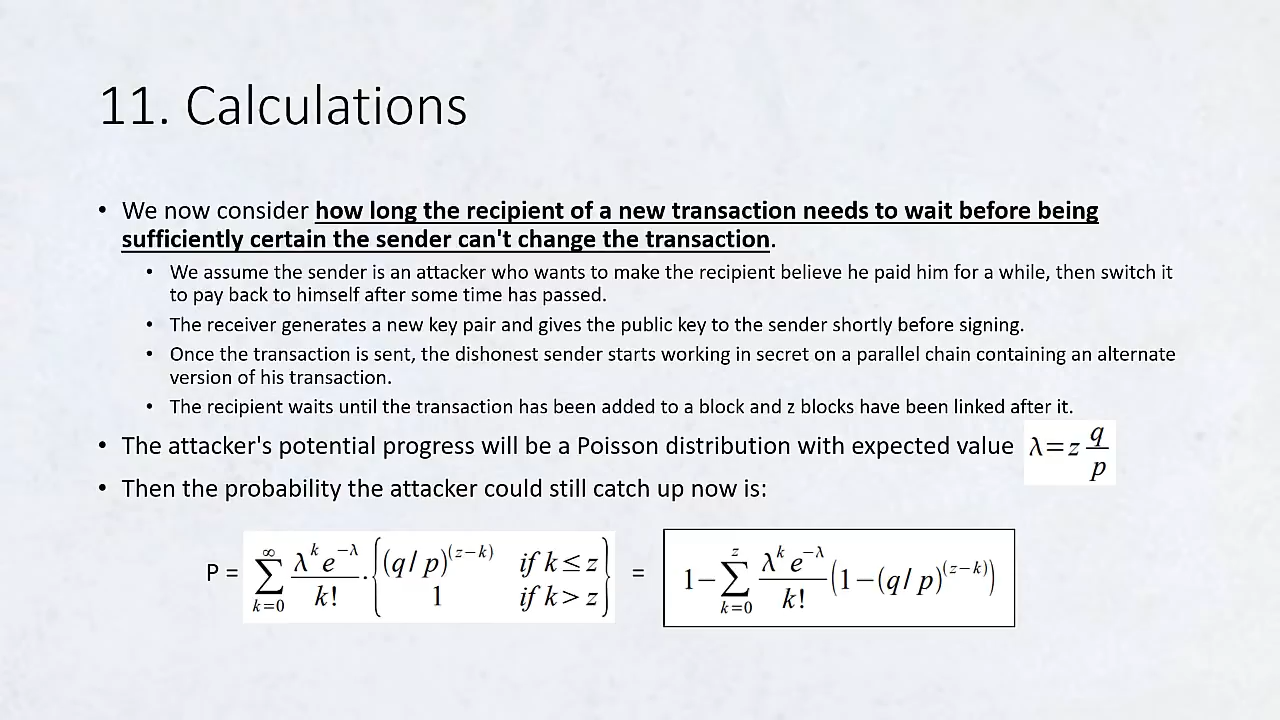 11. Calculations
• We now consider how long the recipient of a new transaction needs to wait before being
sufficiently certain the sender can't change the transaction.
• We assume the sender is an attacker who wants to make the recipient believe he paid him for a while, then switch it
to pay back to himself after some time has passed.
• The receiver generates a new key pair and gives the public key to the sender shortly before signing.
• Once the transaction is sent, the dishonest sender starts working in secret on a parallel chain containing an alternate
version of his transaction.
• The recipient waits until the transaction has been added to a block and z blocks have been linked after it.
• The attacker's potential progress will be a Poisson distribution with expected value λ=z q/p
• Then the probability the attacker could still catch up now is:
P = ∑_{k=0}^{∞} (λ^k e^{−λ} / k!) · {(q/p)^{(z−k)} if k≤z; 1 if k>z} = 1−∑_{k=0}^{z} (λ^k e^{−λ} / k!) (1−(q/p)^{(z−k)})